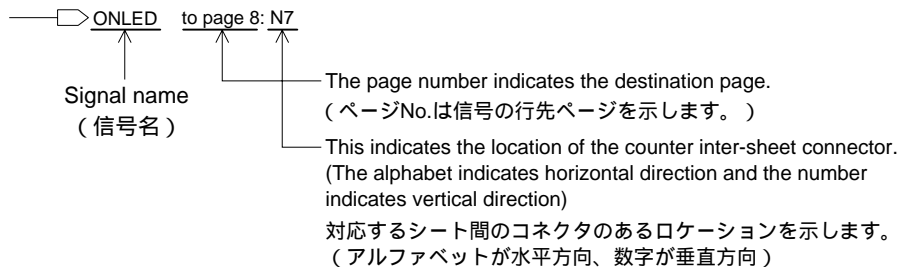 ONLED to page 8: N7
Signal name
(信号名)
The page number indicates the destination page.
(ページNo.は信号の行先ページを示します。)
This indicates the location of the counter inter-sheet connector.
(The alphabet indicates horizontal direction and the number
indicates vertical direction)
対応するシート間のコネクタのあるロケーションを示します。
(アルファベットが水平方向、数字が垂直方向)